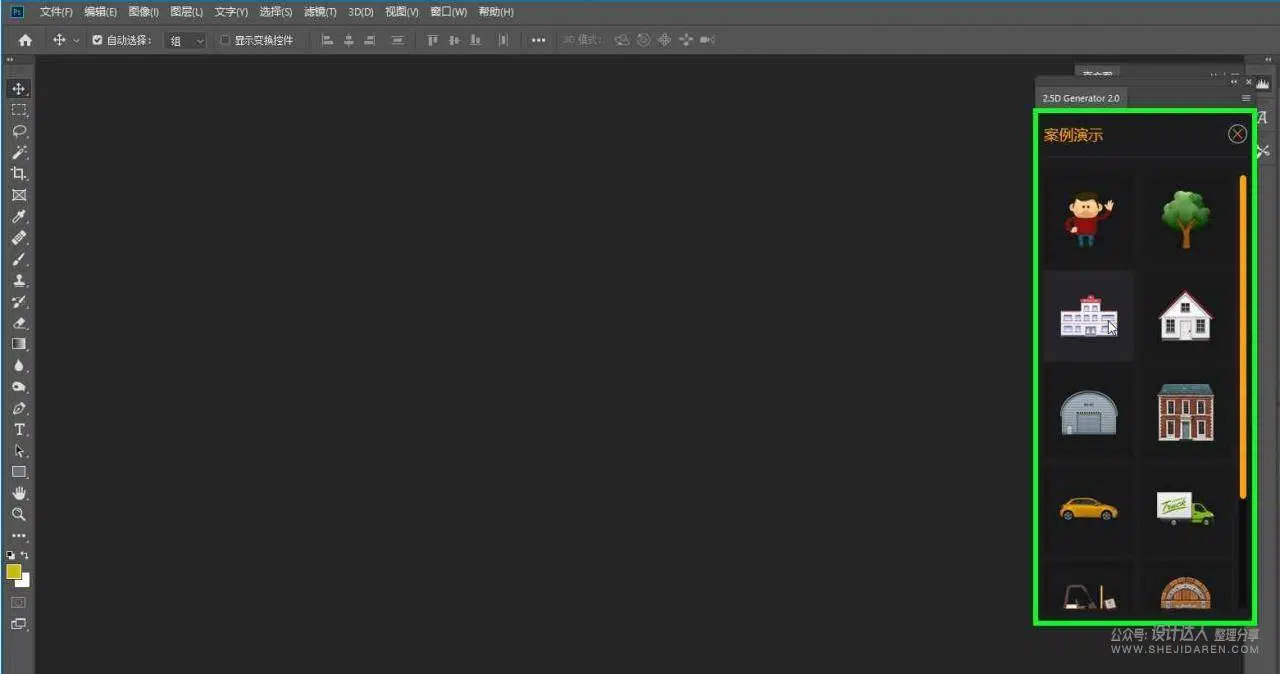 Ps 文件(F) 编辑(E) 图像(I) 图层(L) 文字(Y) 选择(S) 滤镜(T) 3D(D) 视图(V) 窗口(W) 帮助(H)
自动选择： 组 显示变换控件 3D 模式：
2.5D Generator 2.0
案例演示
Truck
公众号: 设计达人 整理分享
WWW.SHEJIDAREN.COM